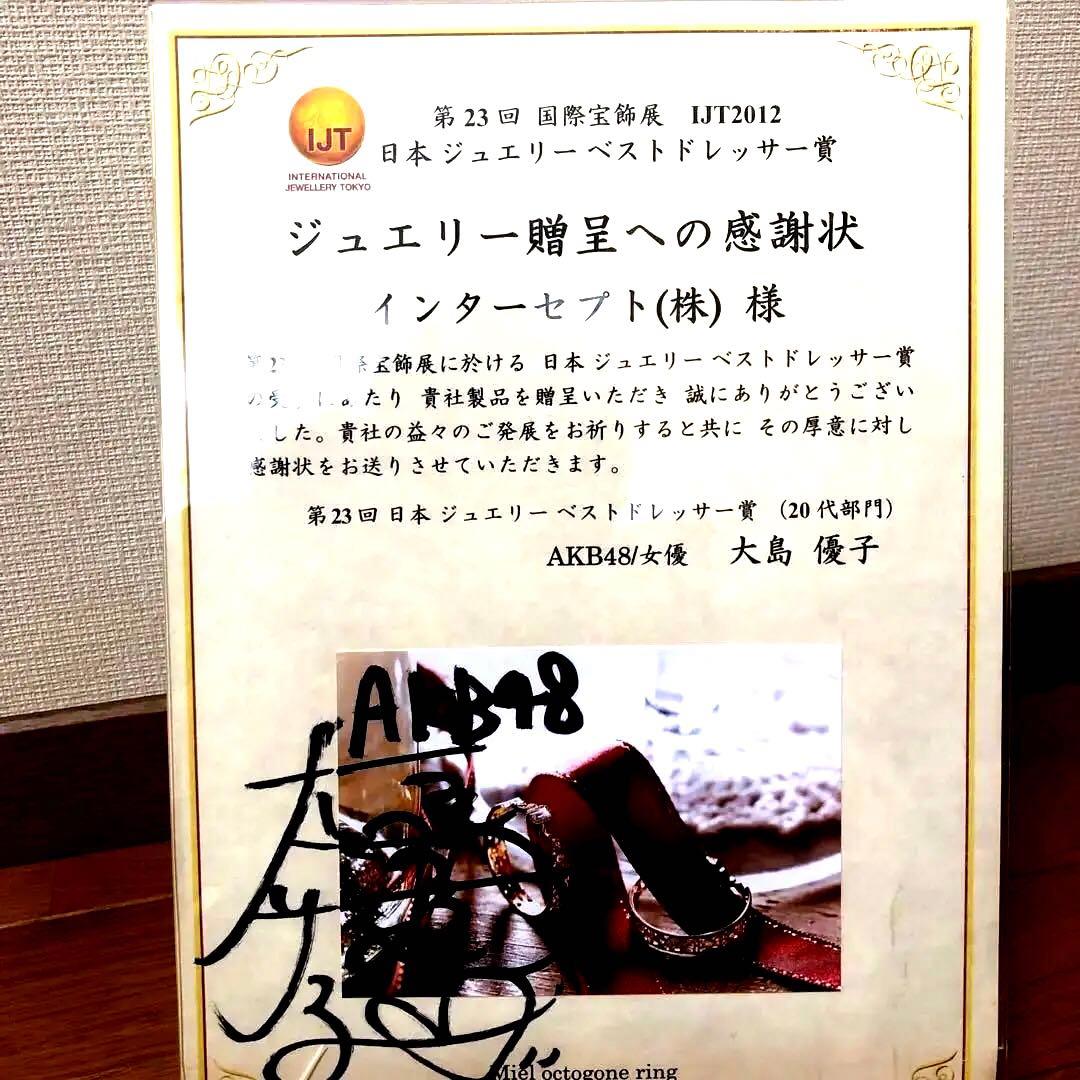 第23回 国際宝飾展 IJT2012
日本 ジュエリー ベストドレッサー賞
IJT
INTERNATIONAL
JEWELLERY TOKYO
ジュエリー贈呈への感謝状
インターセプト(株) 様
宝飾展に於ける 日本 ジュエリー ベストドレッサー賞
たり 貴社製品を贈呈いただき 誠にありがとうござい
した。貴社の益々のご発展をお祈りすると共に その厚意に対し
感謝状をお送りさせていただきます。
第23回 日本 ジュエリー ベストドレッサー賞 (20代部門)
AKB48/女優 大島 優子
AKB48
Miel octogone ring